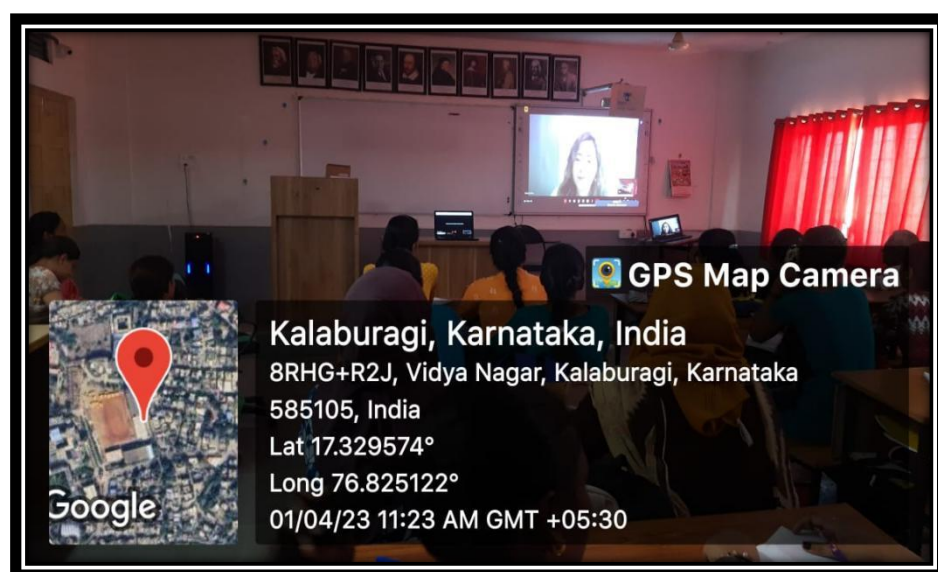 GPS Map Camera
Kalaburagi, Karnataka, India
8RHG+R2J, Vidya Nagar, Kalaburagi, Karnataka
585105, India
Lat 17.329574°
Long 76.825122°
01/04/23 11:23 AM GMT +05:30
Google